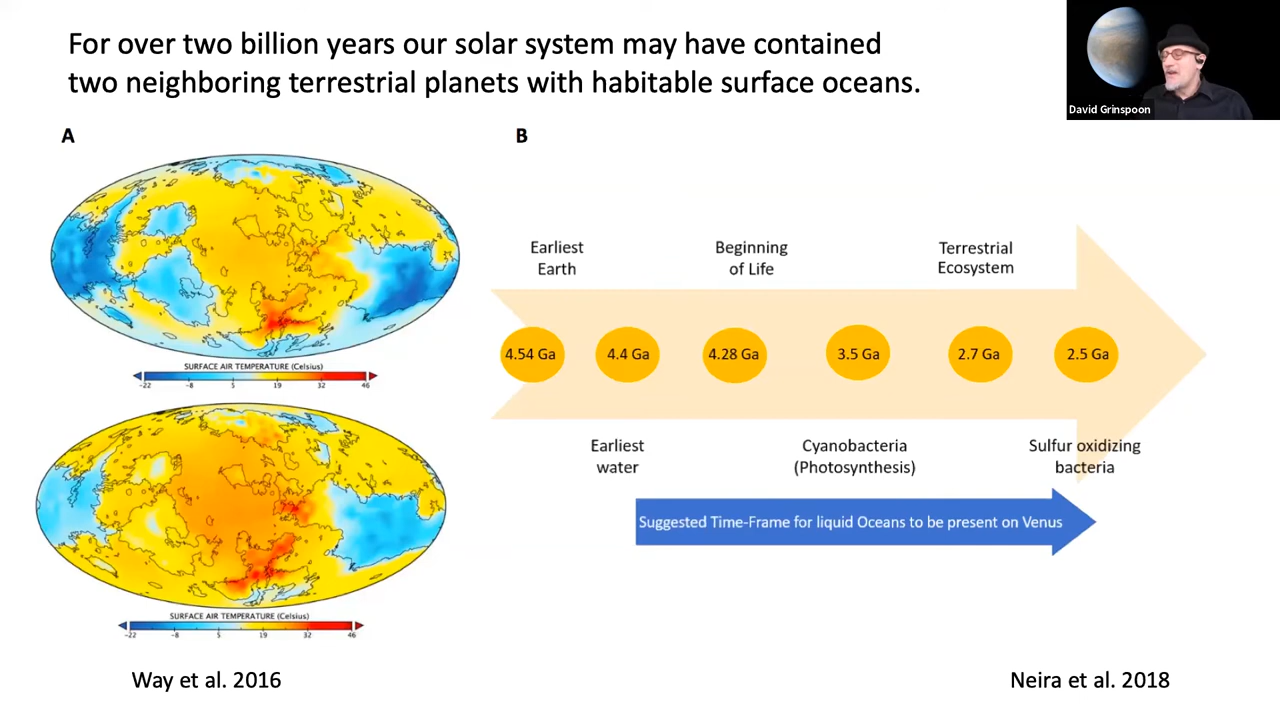 For over two billion years our solar system may have contained
two neighboring terrestrial planets with habitable surface oceans.
David Grinspoon
A
SURFACE AIR TEMPERATURE (Celsius)
-22 -8 5 19 32 46
SURFACE AIR TEMPERATURE (Celsius)
-22 -8 5 19 32 46
Way et al. 2016
B
Earliest
Earth
Beginning
of Life
Terrestrial
Ecosystem
4.54 Ga 4.4 Ga 4.28 Ga 3.5 Ga 2.7 Ga 2.5 Ga
Earliest
water
Cyanobacteria
(Photosynthesis)
Sulfur oxidizing
bacteria
Suggested Time-Frame for liquid Oceans to be present on Venus
Neira et al. 2018